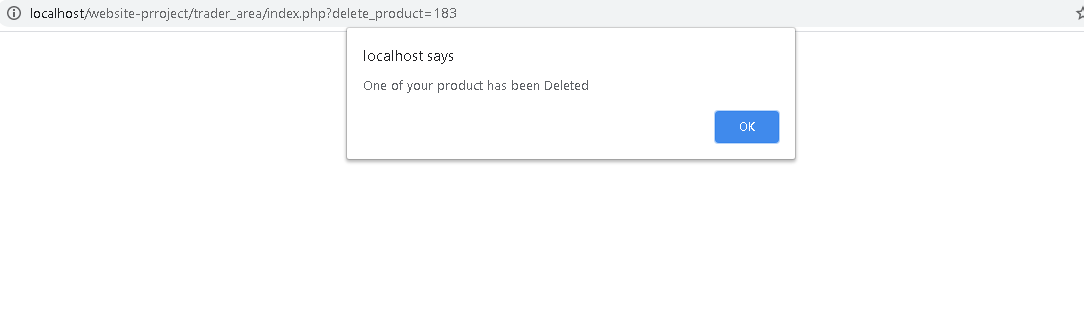 localhost/website-prroject/trader_area/index.php?delete_product=183
localhost says
One of your product has been Deleted
OK